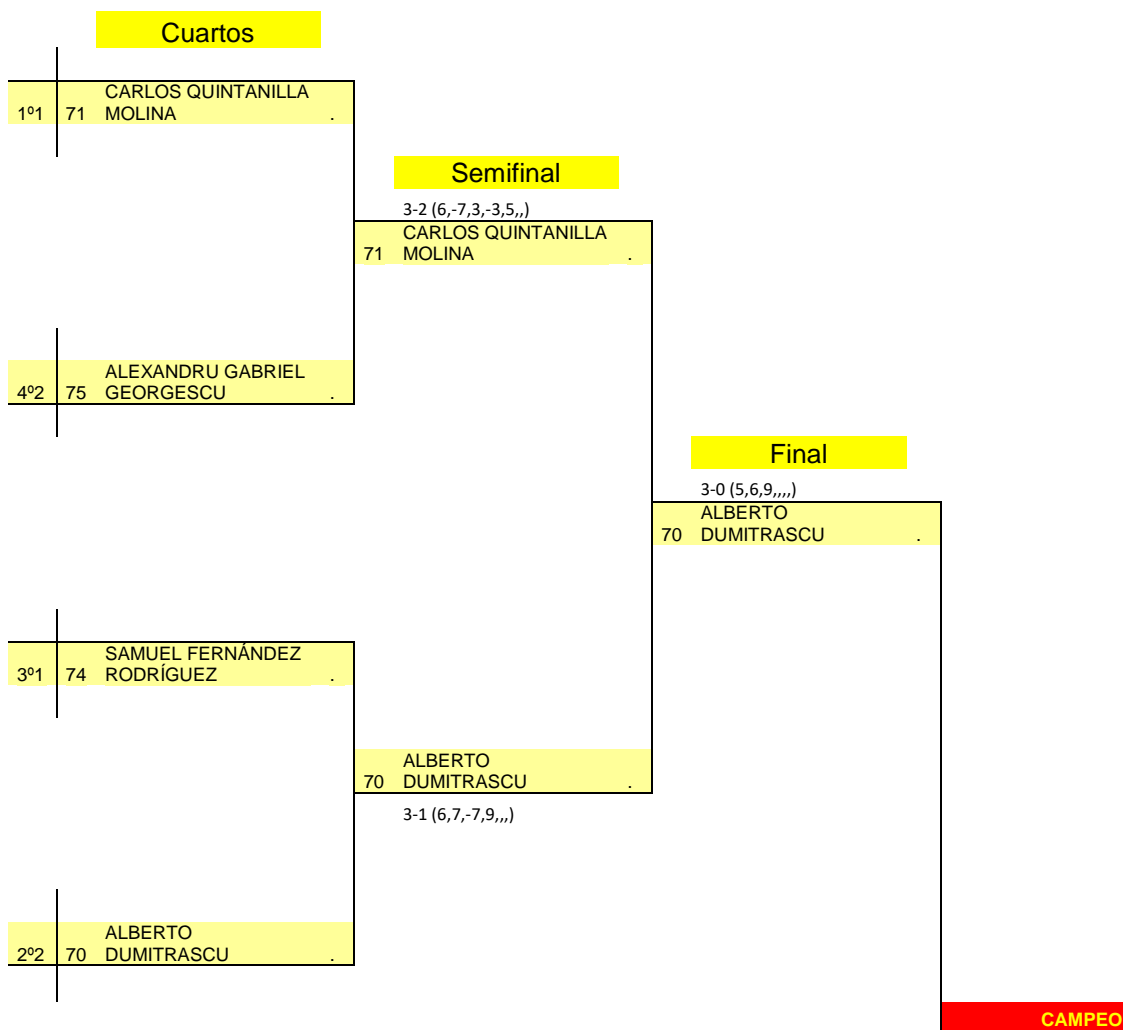 Cuartos
CARLOS QUINTANILLA
1º1 71 MOLINA .
Semifinal
3-2 (6,-7,3,-3,5,,)
CARLOS QUINTANILLA
71 MOLINA .
ALEXANDRU GABRIEL
4º2 75 GEORGESCU .
Final
3-0 (5,6,9,,,,)
ALBERTO
70 DUMITRASCU .
SAMUEL FERNÁNDEZ
3º1 74 RODRÍGUEZ .
ALBERTO
70 DUMITRASCU .
3-1 (6,7,-7,9,,,)
ALBERTO
2º2 70 DUMITRASCU .
CAMPEO